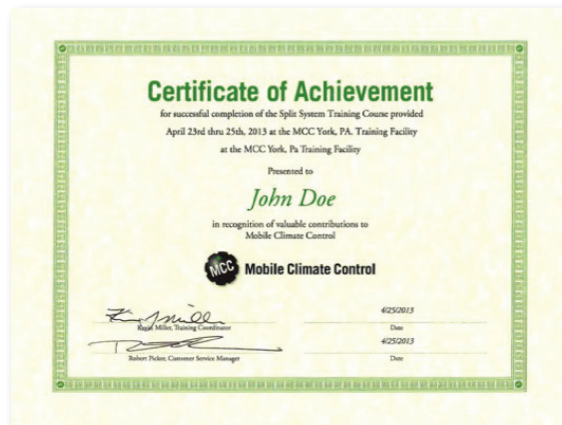 Certificate of Achievement
for successful completion of the Split System Training Course provided
April 23rd thru 25th, 2013 at the MCC York, PA. Training Facility
at the MCC York, Pa Training Facility
Presented to
John Doe
in recognition of valuable contributions to
Mobile Climate Control
MCC Mobile Climate Control
4/25/2013
Kevin Miller, Training Coordinator Date
4/25/2013
Robert Picker, Customer Service Manager Date